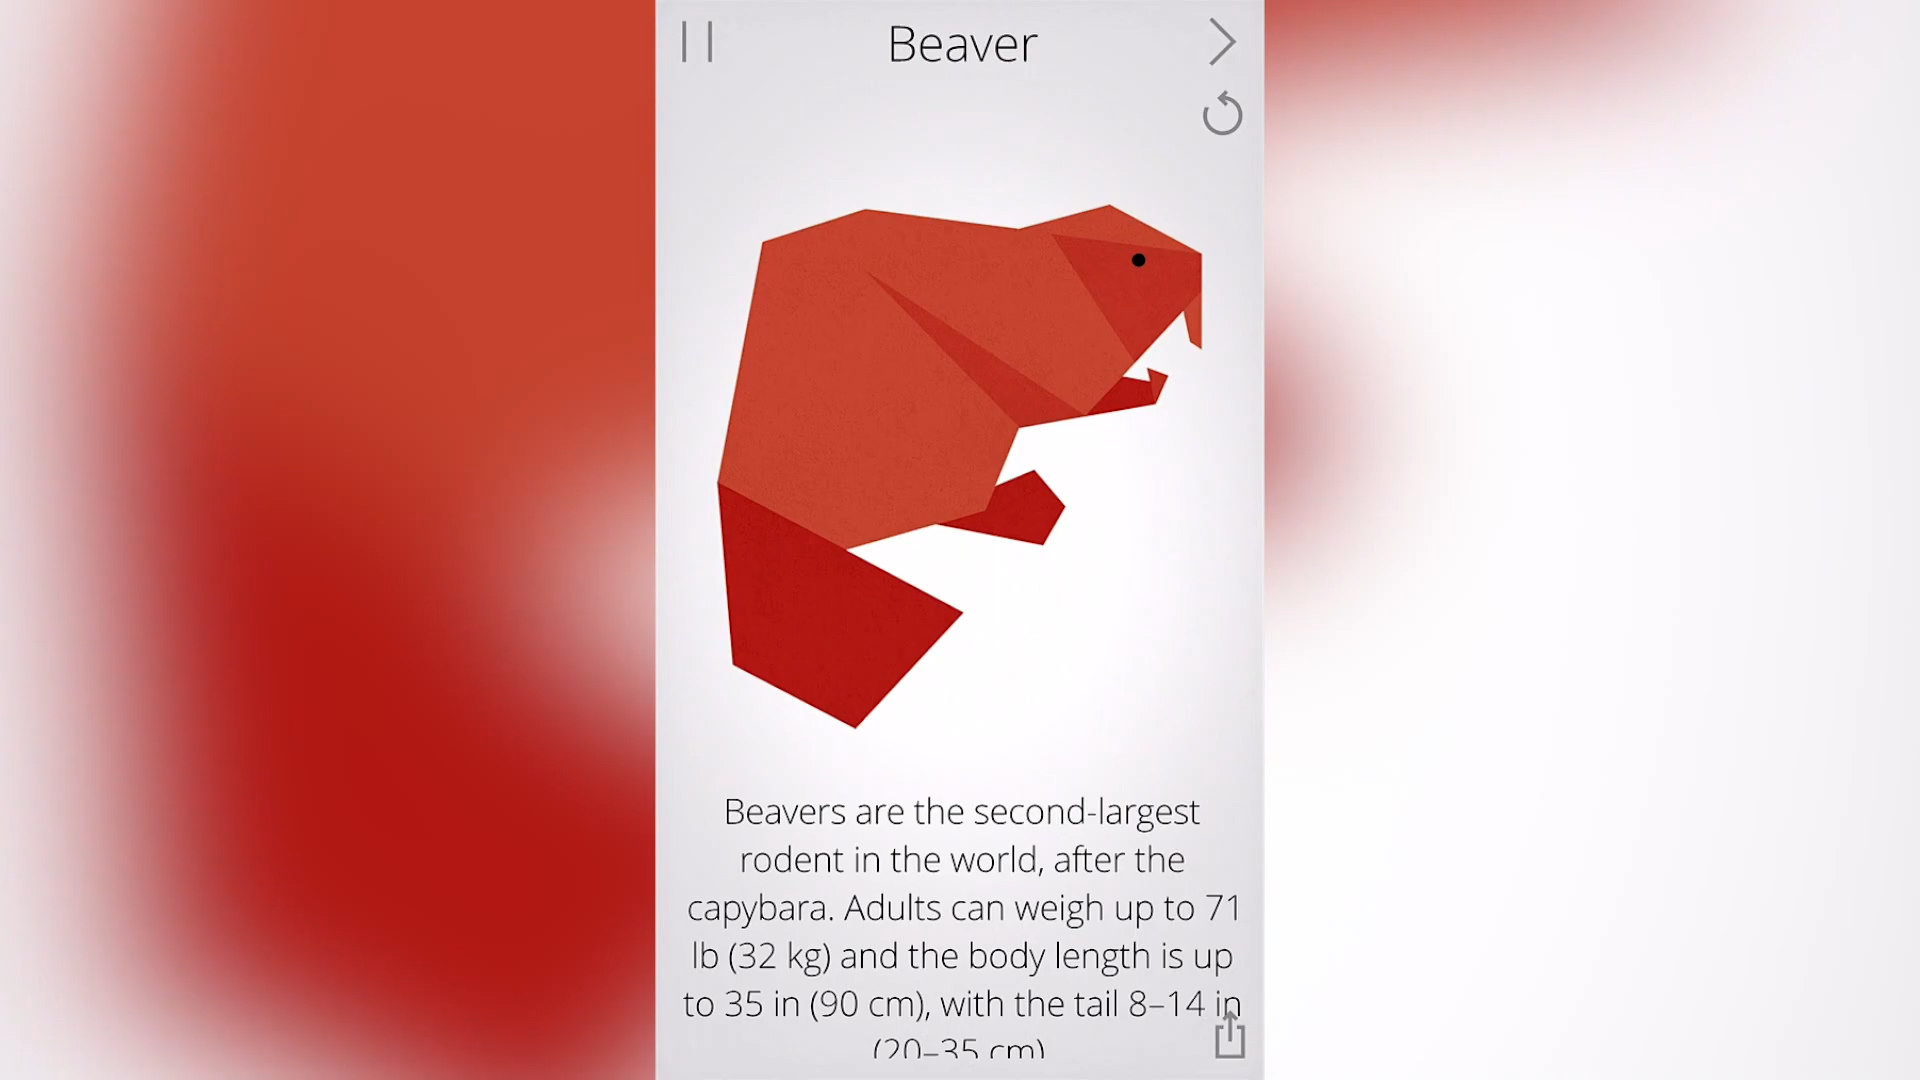 Beaver
Beavers are the second-largest
rodent in the world, after the
capybara. Adults can weigh up to 71
lb (32 kg) and the body length is up
to 35 in (90 cm), with the tail 8–14 in
(20–35 cm)